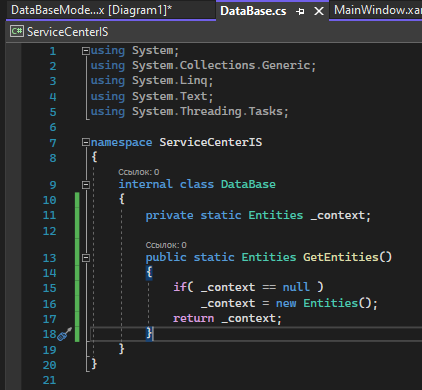 DataBaseMode...x [Diagram1]* DataBase.cs MainWindow.xan
C# ServiceCenterIS
1 using System;
2 using System.Collections.Generic;
3 using System.Linq;
4 using System.Text;
5 using System.Threading.Tasks;
6
7 namespace ServiceCenterIS
8 {
Ссылок: 0
9 internal class DataBase
10 {
11 private static Entities _context;
12
Ссылок: 0
13 public static Entities GetEntities()
14 {
15 if( _context == null )
16 _context = new Entities();
17 return _context;
18 }
19 }
20 }
21